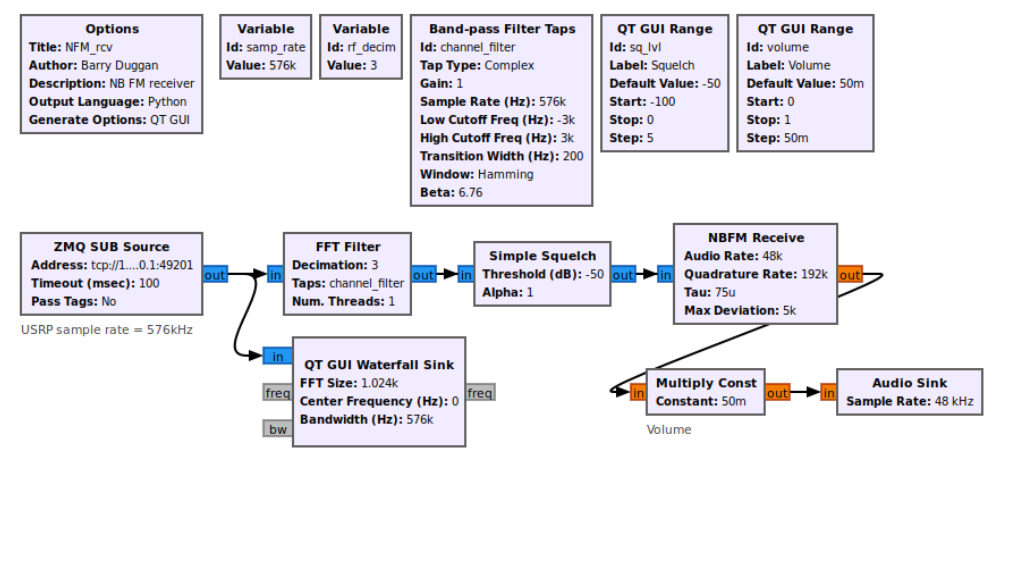 Options
Title: NFM_rcv
Author: Barry Duggan
Description: NB FM receiver
Output Language: Python
Generate Options: QT GUI
Variable
Id: samp_rate
Value: 576k
Variable
Id: rf_decim
Value: 3
Band-pass Filter Taps
Id: channel_filter
Tap Type: Complex
Gain: 1
Sample Rate (Hz): 576k
Low Cutoff Freq (Hz): -3k
High Cutoff Freq (Hz): 3k
Transition Width (Hz): 200
Window: Hamming
Beta: 6.76
QT GUI Range
Id: sq_lvl
Label: Squelch
Default Value: -50
Start: -100
Stop: 0
Step: 5
QT GUI Range
Id: volume
Label: Volume
Default Value: 50m
Start: 0
Stop: 1
Step: 50m
ZMQ SUB Source
Address: tcp://1....0.1:49201
Timeout (msec): 100
Pass Tags: No
out
USRP sample rate = 576kHz
in
FFT Filter
Decimation: 3
Taps: channel_filter
Num. Threads: 1
out
in
Simple Squelch
Threshold (dB): -50
Alpha: 1
out
in
NBFM Receive
Audio Rate: 48k
Quadrature Rate: 192k
Tau: 75u
Max Deviation: 5k
out
in
freq
bw
QT GUI Waterfall Sink
FFT Size: 1.024k
Center Frequency (Hz): 0
Bandwidth (Hz): 576k
freq
in
Multiply Const
Constant: 50m
out
Volume
in
Audio Sink
Sample Rate: 48 kHz